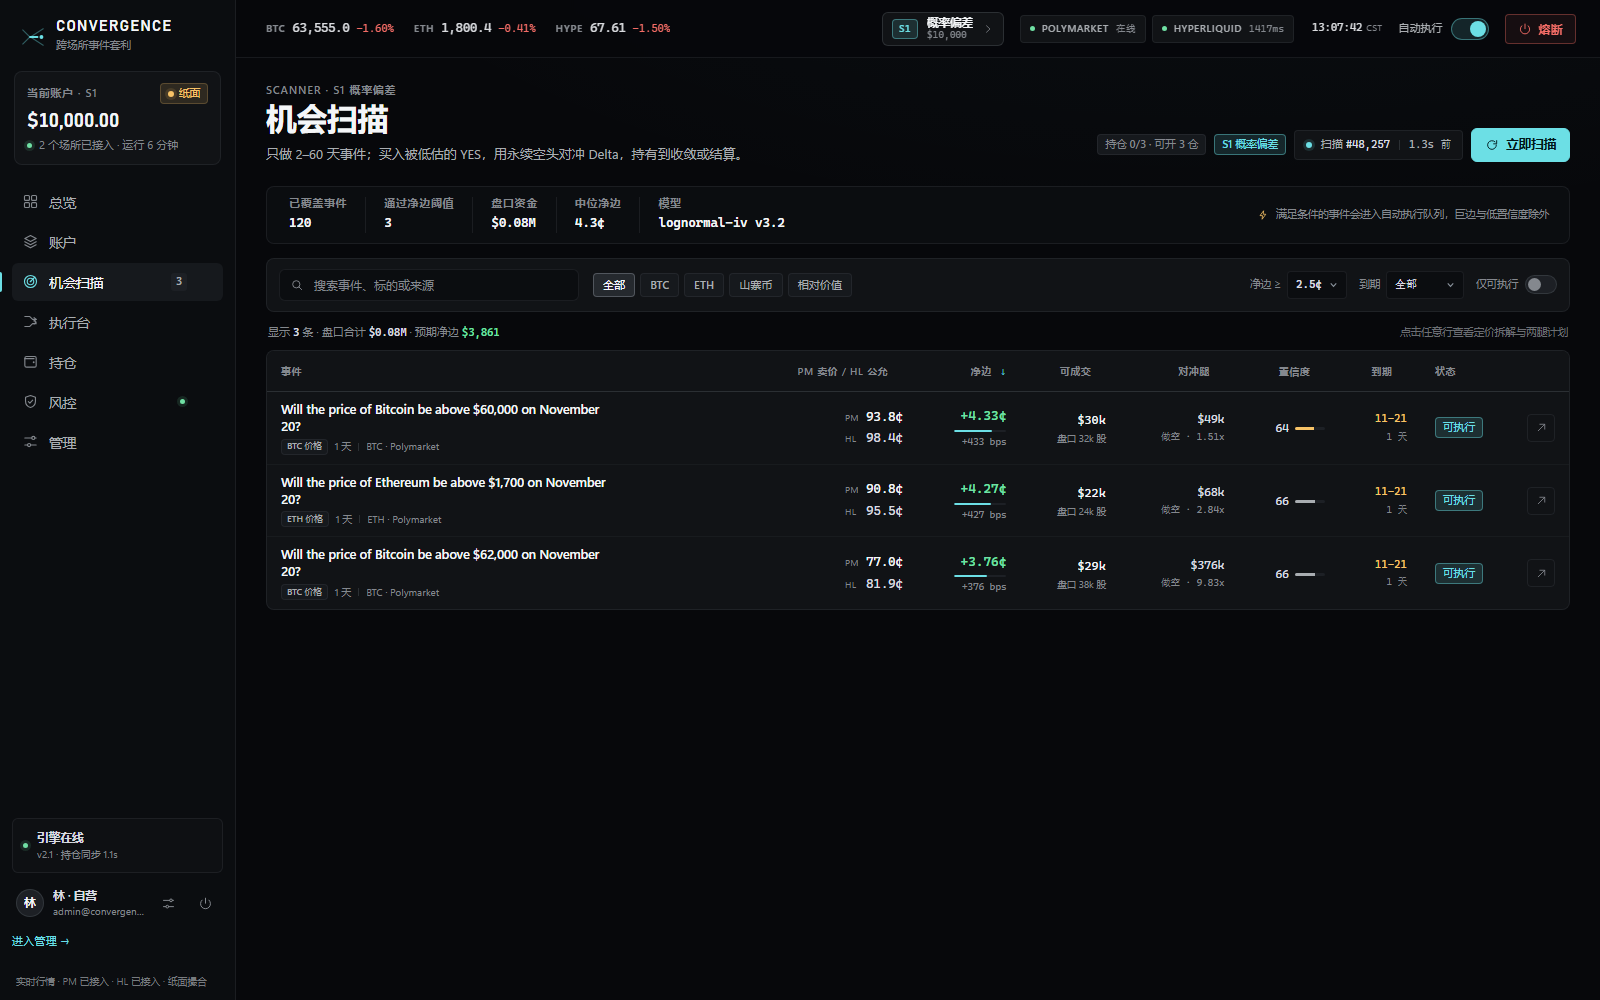 CONVERGENCE
跨场所事件套利
BTC 63,555.0 −1.60% ETH 1,800.4 −0.41% HYPE 67.61 −1.50%
S1 概率偏差 $10,000
POLYMARKET 在线
HYPERLIQUID 1417ms
13:07:42 CST
自动执行
熔断
当前账户 · S1
纸面
$10,000.00
2 个场所已接入 · 运行 6 分钟
总览
账户
机会扫描 3
执行台
持仓
风控
管理
引擎在线
v2.1 · 持仓同步 1.1s
林
林 · 自营
admin@convergen...
进入管理 →
实时行情 · PM 已接入 · HL 已接入 · 纸面撮合
SCANNER · S1 概率偏差
机会扫描
只做 2–60 天事件；买入被低估的 YES，用永续空头对冲 Delta，持有到收敛或结算。
持仓 0/3 · 可开 3 仓
S1 概率偏差
扫描 #48,257 1.3s 前
立即扫描
已覆盖事件 120
通过净边阈值 3
盘口资金 $0.08M
中位净边 4.3¢
模型 lognormal-iv v3.2
满足条件的事件会进入自动执行队列，巨边与低置信度除外
搜索事件、标的或来源
全部 BTC ETH 山寨币 相对价值
净边 ≥ 2.5¢ 到期 全部 仅可执行
显示 3 条 · 盘口合计 $0.08M · 预期净边 $3,861
点击任意行查看定价拆解与两腿计划
事件 PM 卖价 / HL 公允 净边 ↓ 可成交 对冲腿 置信度 到期 状态
Will the price of Bitcoin be above $60,000 on November 20?
BTC 价格 1 天 BTC · Polymarket
PM 93.8¢
HL 98.4¢
+4.33¢
+433 bps
$30k
盘口 32k 股
$49k
做空 · 1.51x
64
11-21
1 天
可执行
Will the price of Ethereum be above $1,700 on November 20?
ETH 价格 1 天 ETH · Polymarket
PM 90.8¢
HL 95.5¢
+4.27¢
+427 bps
$22k
盘口 24k 股
$68k
做空 · 2.84x
66
11-21
1 天
可执行
Will the price of Bitcoin be above $62,000 on November 20?
BTC 价格 1 天 BTC · Polymarket
PM 77.0¢
HL 81.9¢
+3.76¢
+376 bps
$29k
盘口 38k 股
$376k
做空 · 9.83x
66
11-21
1 天
可执行